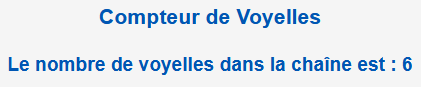 Compteur de Voyelles
Le nombre de voyelles dans la chaîne est : 6